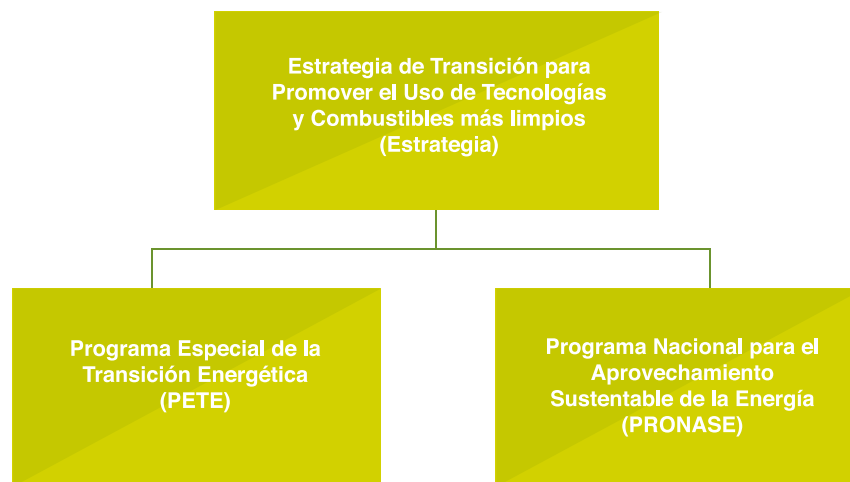 Estrategia de Transición para
Promover el Uso de Tecnologías
y Combustibles más limpios
(Estrategia)
Programa Especial de la
Transición Energética
(PETE)
Programa Nacional para el
Aprovechamiento
Sustentable de la Energía
(PRONASE)